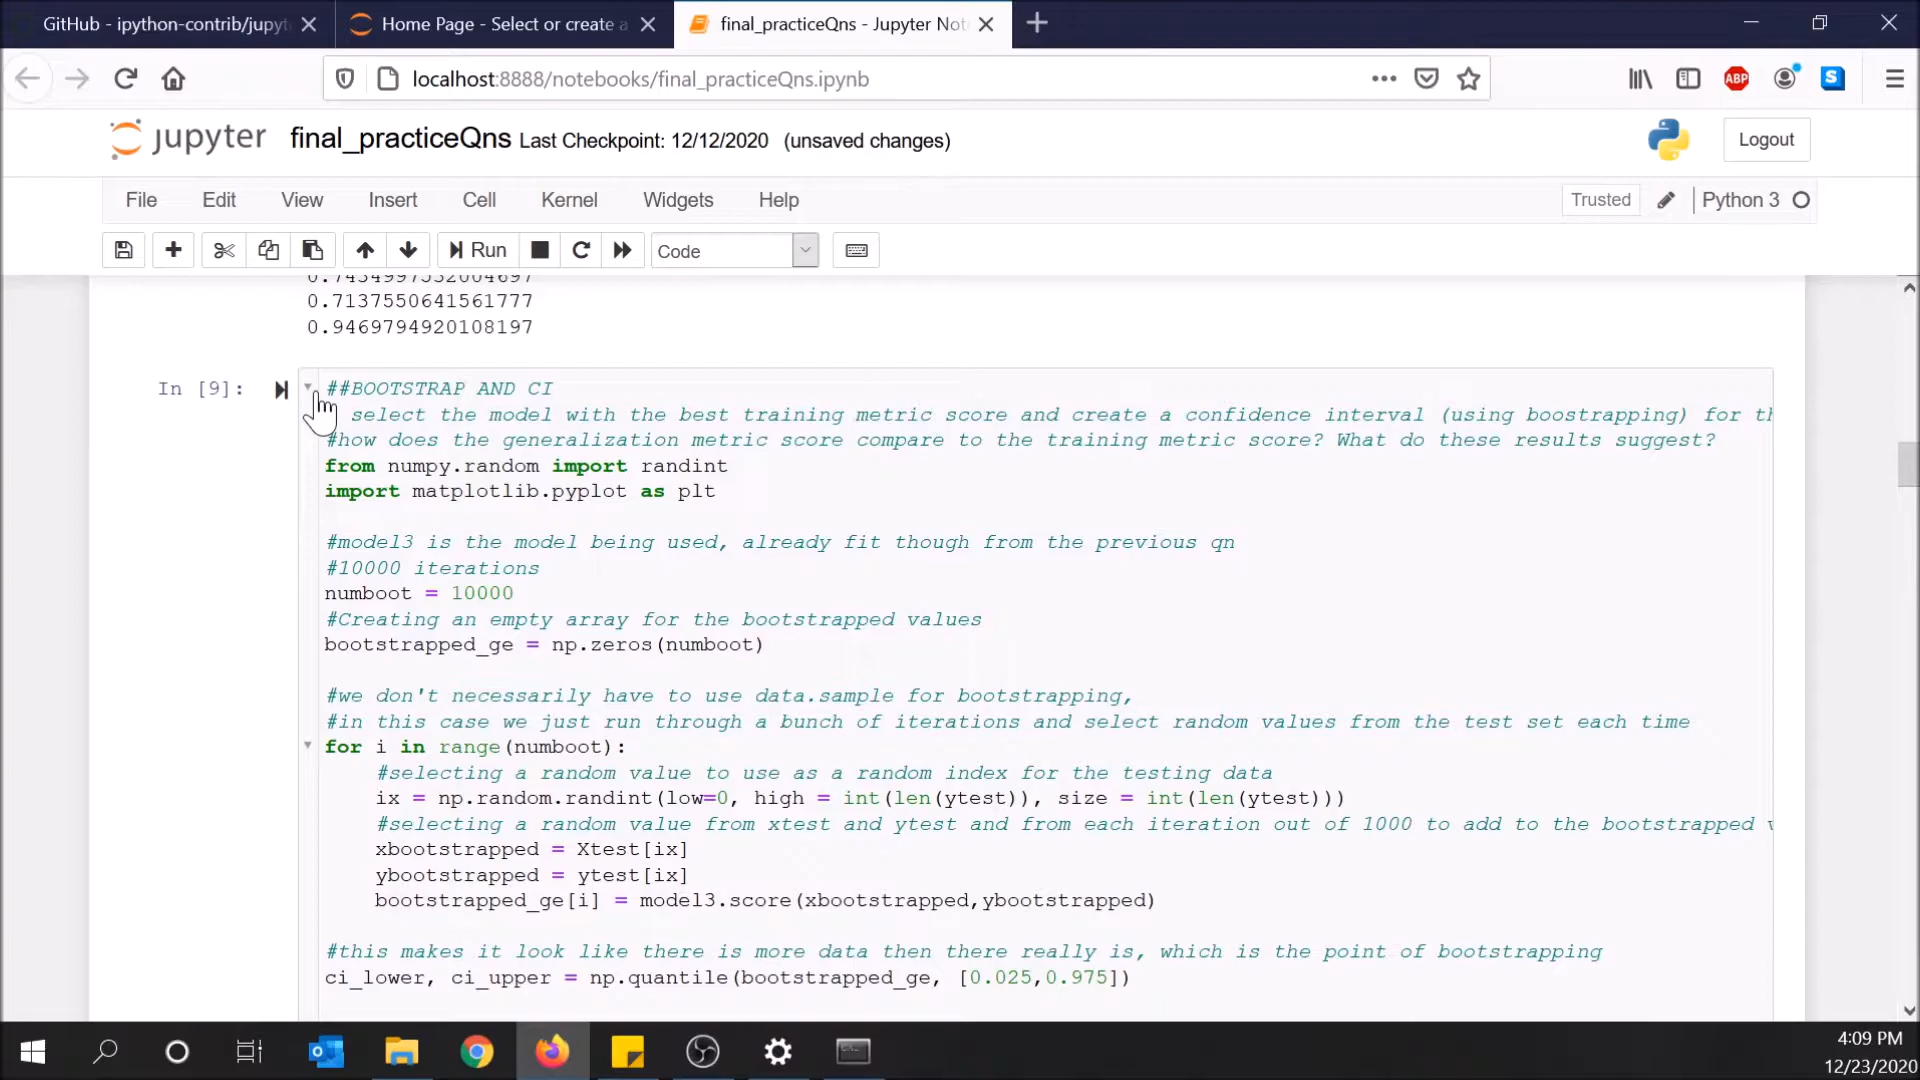 GitHub - ipython-contrib/jupyt
Home Page - Select or create a
final_practiceQns - Jupyter Not
localhost:8888/notebooks/final_practiceQns.ipynb
ABP
S
jupyter final_practiceQns Last Checkpoint: 12/12/2020 (unsaved changes)
Logout
File Edit View Insert Cell Kernel Widgets Help
Trusted Python 3
Run Code
0.7434997532004697
0.7137550641561777
0.9469794920108197
In [9]: ##BOOTSTRAP AND CI
select the model with the best training metric score and create a confidence interval (using boostrapping) for th
#how does the generalization metric score compare to the training metric score? What do these results suggest?
from numpy.random import randint
import matplotlib.pyplot as plt
#model3 is the model being used, already fit though from the previous qn
#10000 iterations
numboot = 10000
#Creating an empty array for the bootstrapped values
bootstrapped_ge = np.zeros(numboot)
#we don't necessarily have to use data.sample for bootstrapping,
#in this case we just run through a bunch of iterations and select random values from the test set each time
for i in range(numboot):
#selecting a random value to use as a random index for the testing data
ix = np.random.randint(low=0, high = int(len(ytest)), size = int(len(ytest)))
#selecting a random value from xtest and ytest and from each iteration out of 1000 to add to the bootstrapped v
xbootstrapped = Xtest[ix]
ybootstrapped = ytest[ix]
bootstrapped_ge[i] = model3.score(xbootstrapped,ybootstrapped)
#this makes it look like there is more data then there really is, which is the point of bootstrapping
ci_lower, ci_upper = np.quantile(bootstrapped_ge, [0.025,0.975])
4:09 PM
12/23/2020